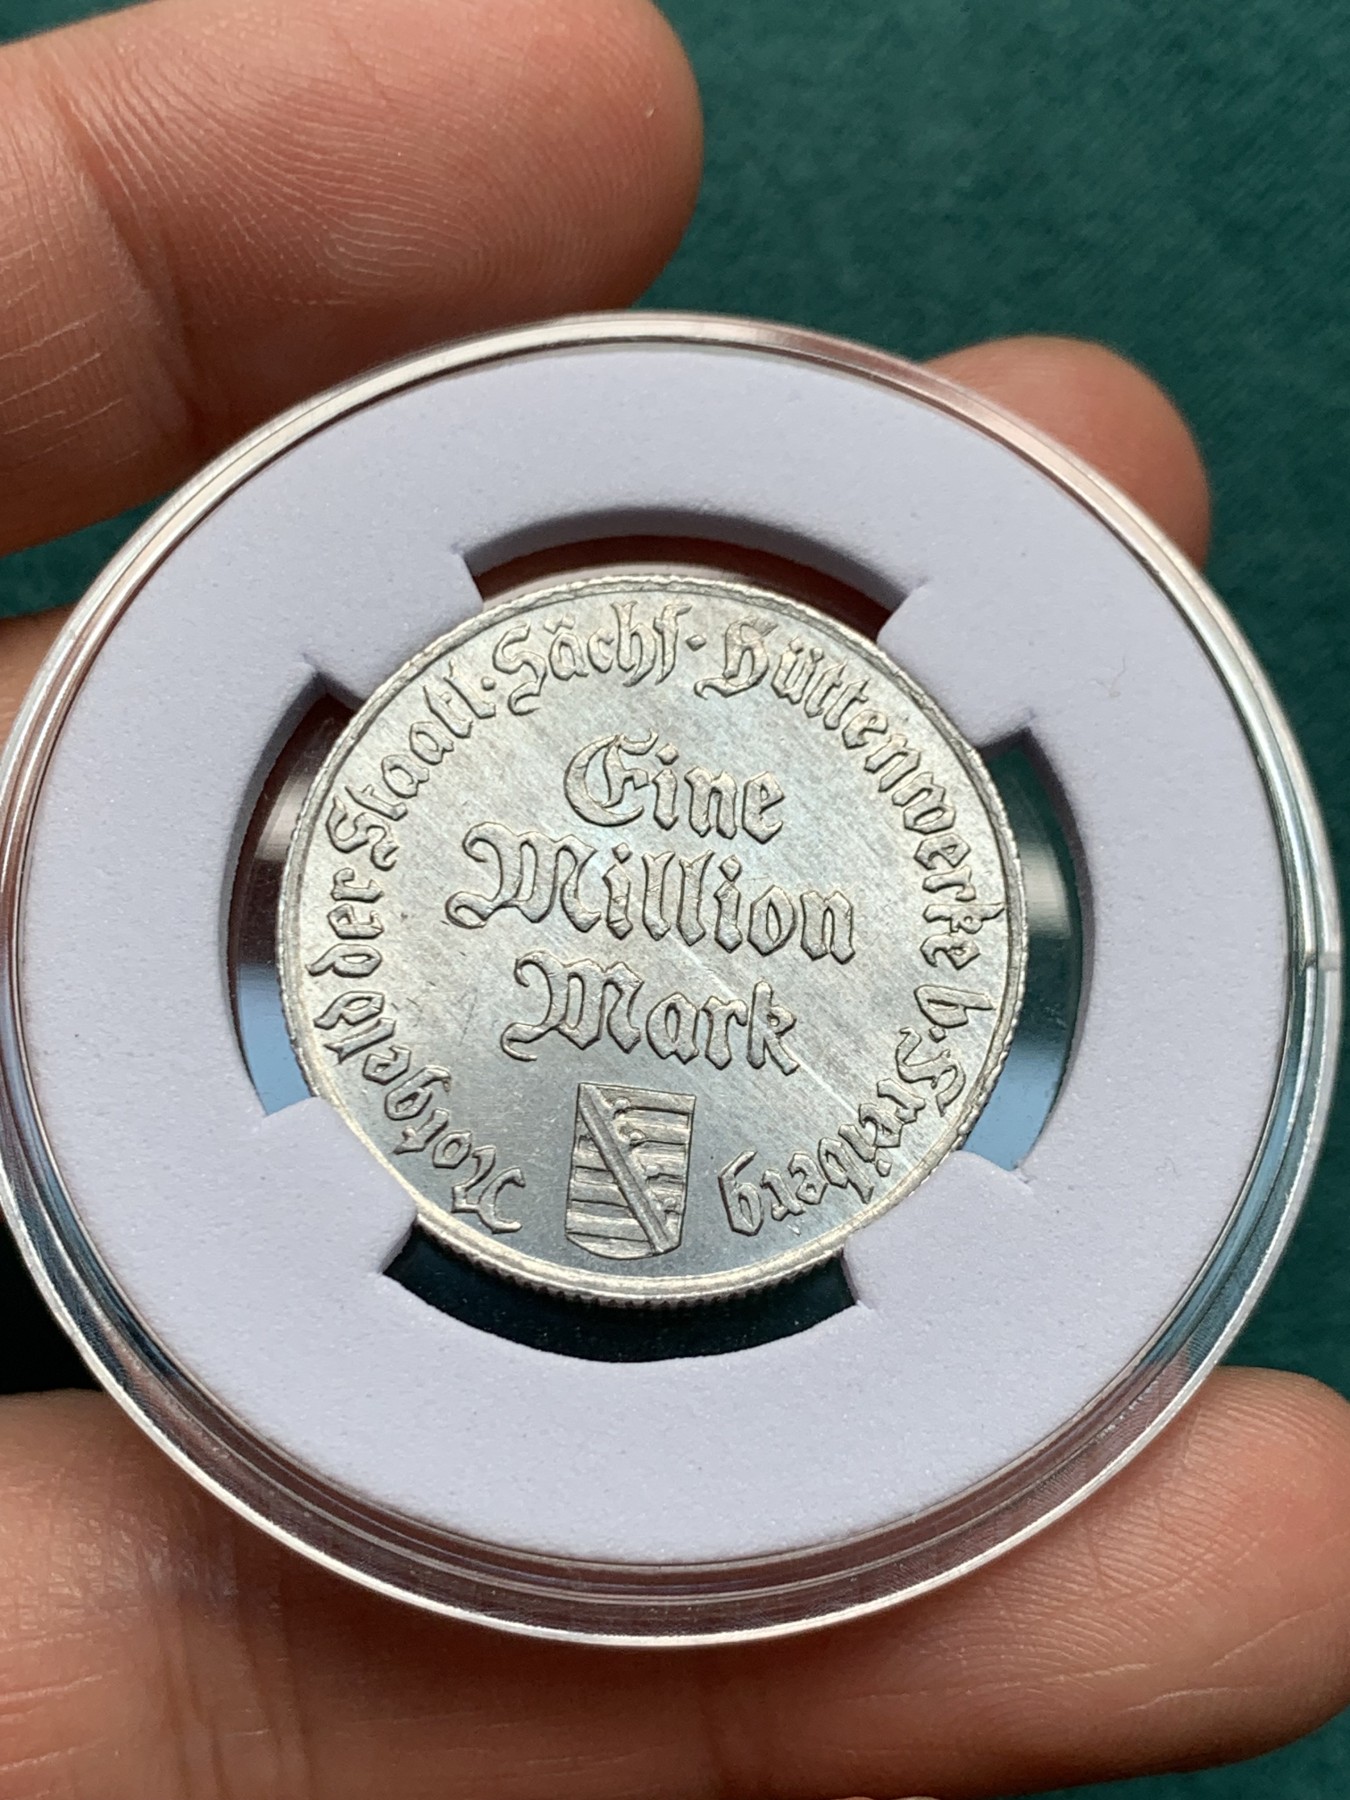 Notgeld der Staatl· Sächs· Hüttenwerke b. Freiberg
Eine
Million
Mark